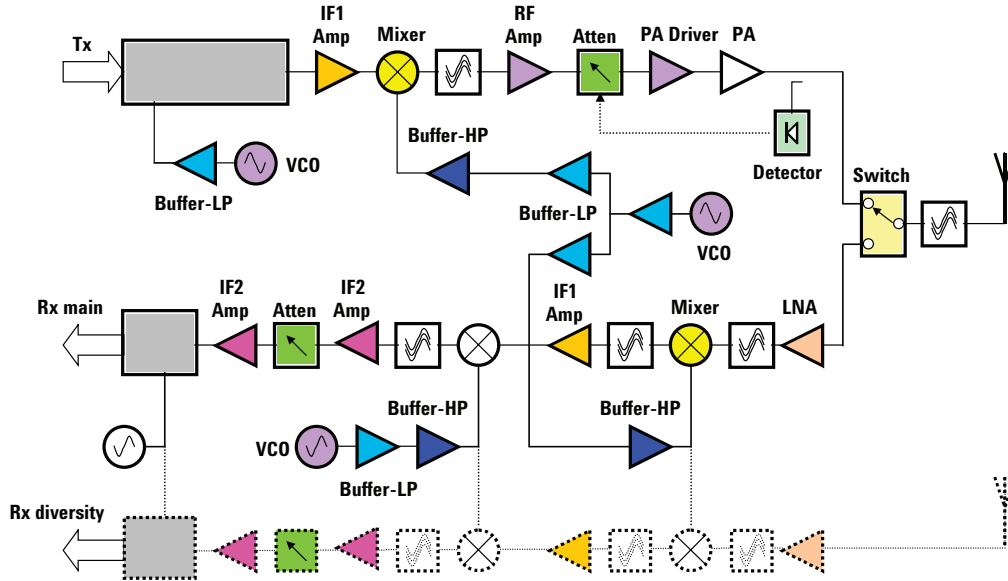 Tx
IF1
Amp
Mixer
RF
Amp
Atten
PA Driver
PA
Buffer-HP
Detector
Switch
VCO
Buffer-LP
Buffer-LP
VCO
Rx main
IF2
Amp
Atten
IF2
Amp
IF1
Amp
Mixer
LNA
Buffer-HP
Buffer-HP
VCO
Buffer-LP
Rx diversity